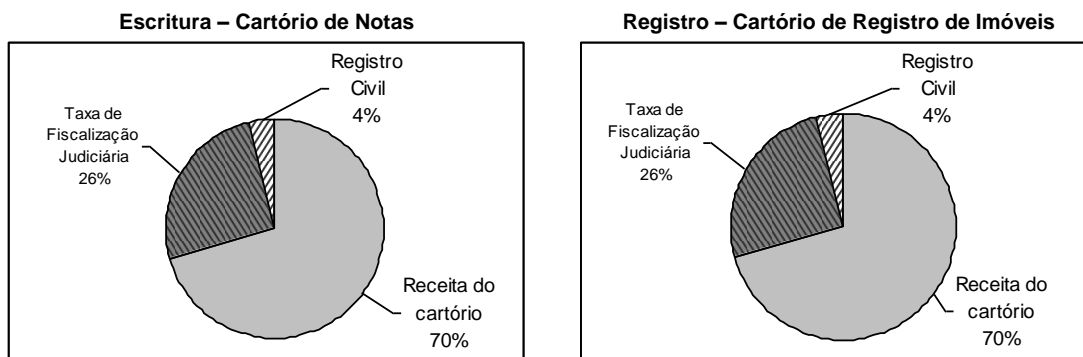 Escritura – Cartório de Notas
Registro
Civil
4%
Taxa de
Fiscalização
Judiciária
26%
Receita do
cartório
70%
Registro – Cartório de Registro de Imóveis
Registro
Civil
4%
Taxa de
Fiscalização
Judiciária
26%
Receita do
cartório
70%